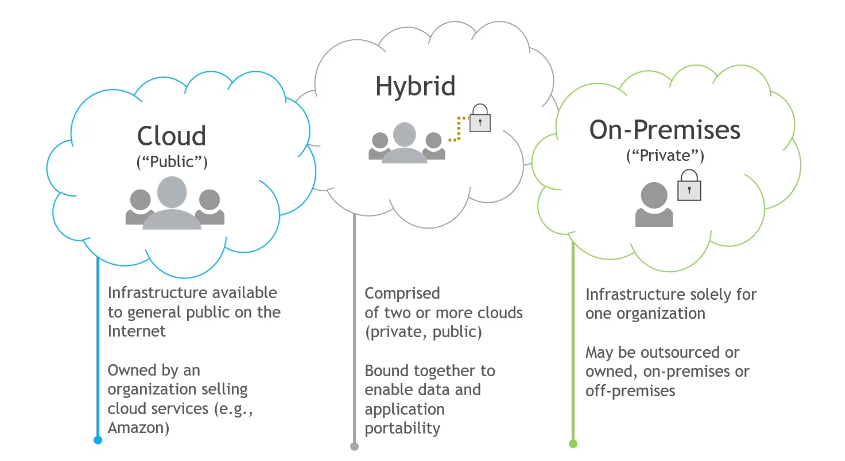 Cloud
(“Public”)
Infrastructure available
to general public on the
Internet
Owned by an
organization selling
cloud services (e.g.,
Amazon)
Hybrid
Comprised
of two or more clouds
(private, public)
Bound together to
enable data and
application
portability
On-Premises
(“Private”)
Infrastructure solely for
one organization
May be outsourced or
owned, on-premises or
off-premises